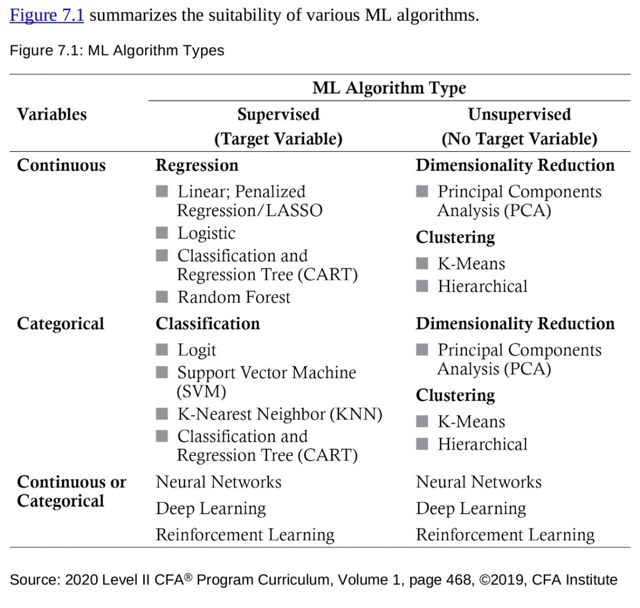 Figure 7.1 summarizes the suitability of various ML algorithms.
Figure 7.1: ML Algorithm Types
ML Algorithm Type
Variables
Supervised
(Target Variable)
Unsupervised
(No Target Variable)
Continuous
Regression
Linear; Penalized
Regression/LASSO
Logistic
Classification and
Regression Tree (CART)
Random Forest
Dimensionality Reduction
Principal Components
Analysis (PCA)
Clustering
K-Means
Hierarchical
Categorical
Classification
Logit
Support Vector Machine
(SVM)
K-Nearest Neighbor (KNN)
Classification and
Regression Tree (CART)
Dimensionality Reduction
Principal Components
Analysis (PCA)
Clustering
K-Means
Hierarchical
Continuous or
Categorical
Neural Networks
Deep Learning
Reinforcement Learning
Neural Networks
Deep Learning
Reinforcement Learning
Source: 2020 Level II CFA® Program Curriculum, Volume 1, page 468, ©2019, CFA Institute